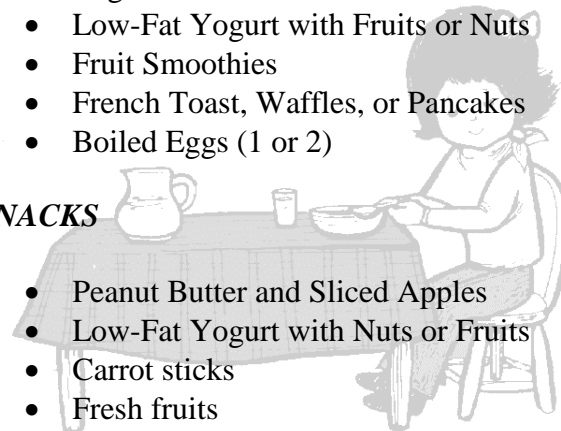 • Low-Fat Yogurt with Fruits or Nuts
• Fruit Smoothies
• French Toast, Waffles, or Pancakes
• Boiled Eggs (1 or 2)
NACKS
• Peanut Butter and Sliced Apples
• Low-Fat Yogurt with Nuts or Fruits
• Carrot sticks
• Fresh fruits